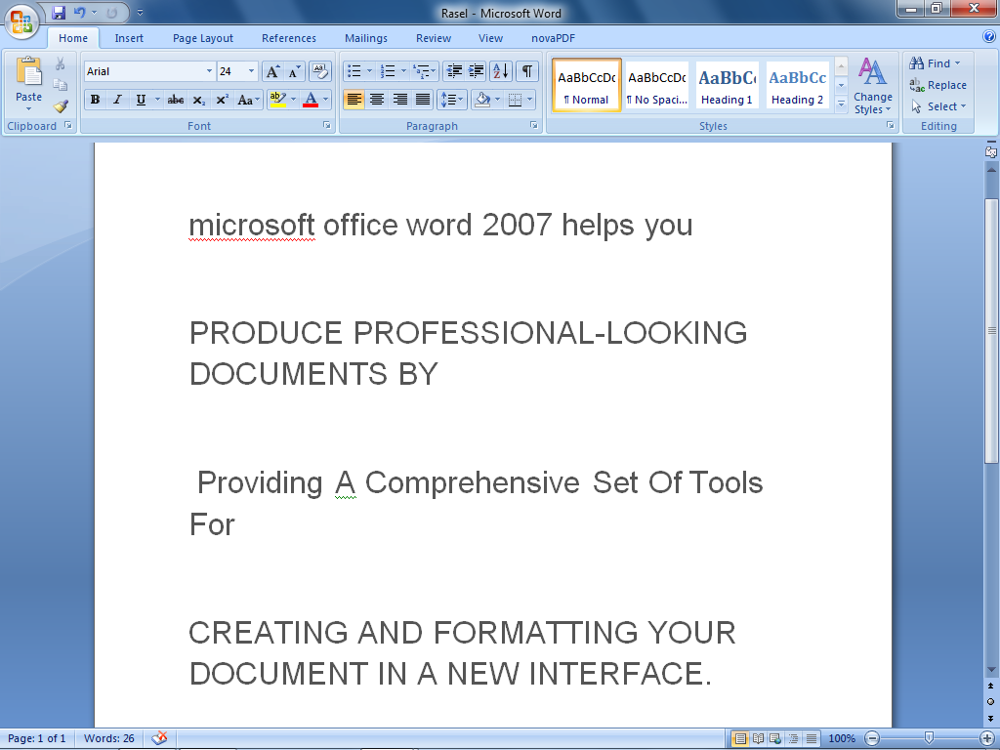 Rasel - Microsoft Word
Home Insert Page Layout References Mailings Review View novaPDF
Paste
Clipboard
Arial 24
B I U abc x₂ x² Aa ab A
Font
Paragraph
AaBbCcDc AaBbCcDc AaBbC AaBbCc
¶ Normal ¶ No Spaci... Heading 1 Heading 2
Change Styles
Styles
Find
Replace
Select
Editing
microsoft office word 2007 helps you
PRODUCE PROFESSIONAL-LOOKING
DOCUMENTS BY
Providing A Comprehensive Set Of Tools
For
CREATING AND FORMATTING YOUR
DOCUMENT IN A NEW INTERFACE.
Page: 1 of 1 Words: 26 100%